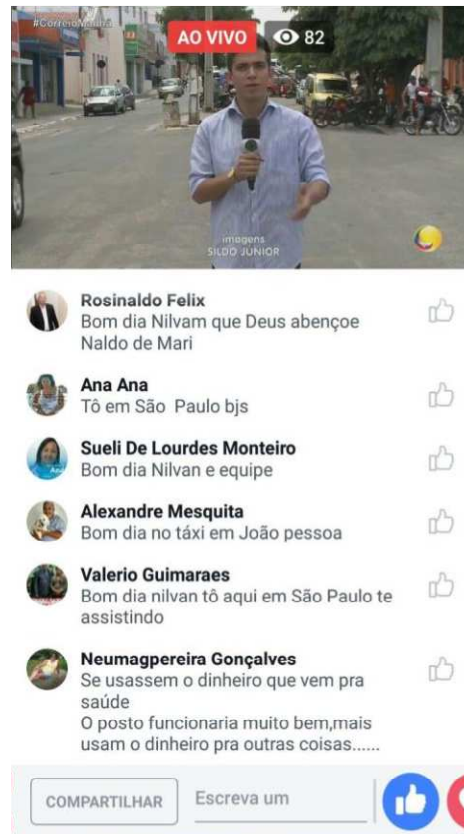 #CorreioManhã
AO VIVO 82
imagens
SILDO JUNIOR
Rosinaldo Felix
Bom dia Nilvam que Deus abençoe
Naldo de Mari
Ana Ana
Tô em São Paulo bjs
Sueli De Lourdes Monteiro
Bom dia Nilvan e equipe
Alexandre Mesquita
Bom dia no táxi em João pessoa
Valerio Guimaraes
Bom dia nilvan tô aqui em São Paulo te
assistindo
Neumagpereira Gonçalves
Se usassem o dinheiro que vem pra
saúde
O posto funcionaria muito bem,mais
usam o dinheiro pra outras coisas......
COMPARTILHAR
Escreva um